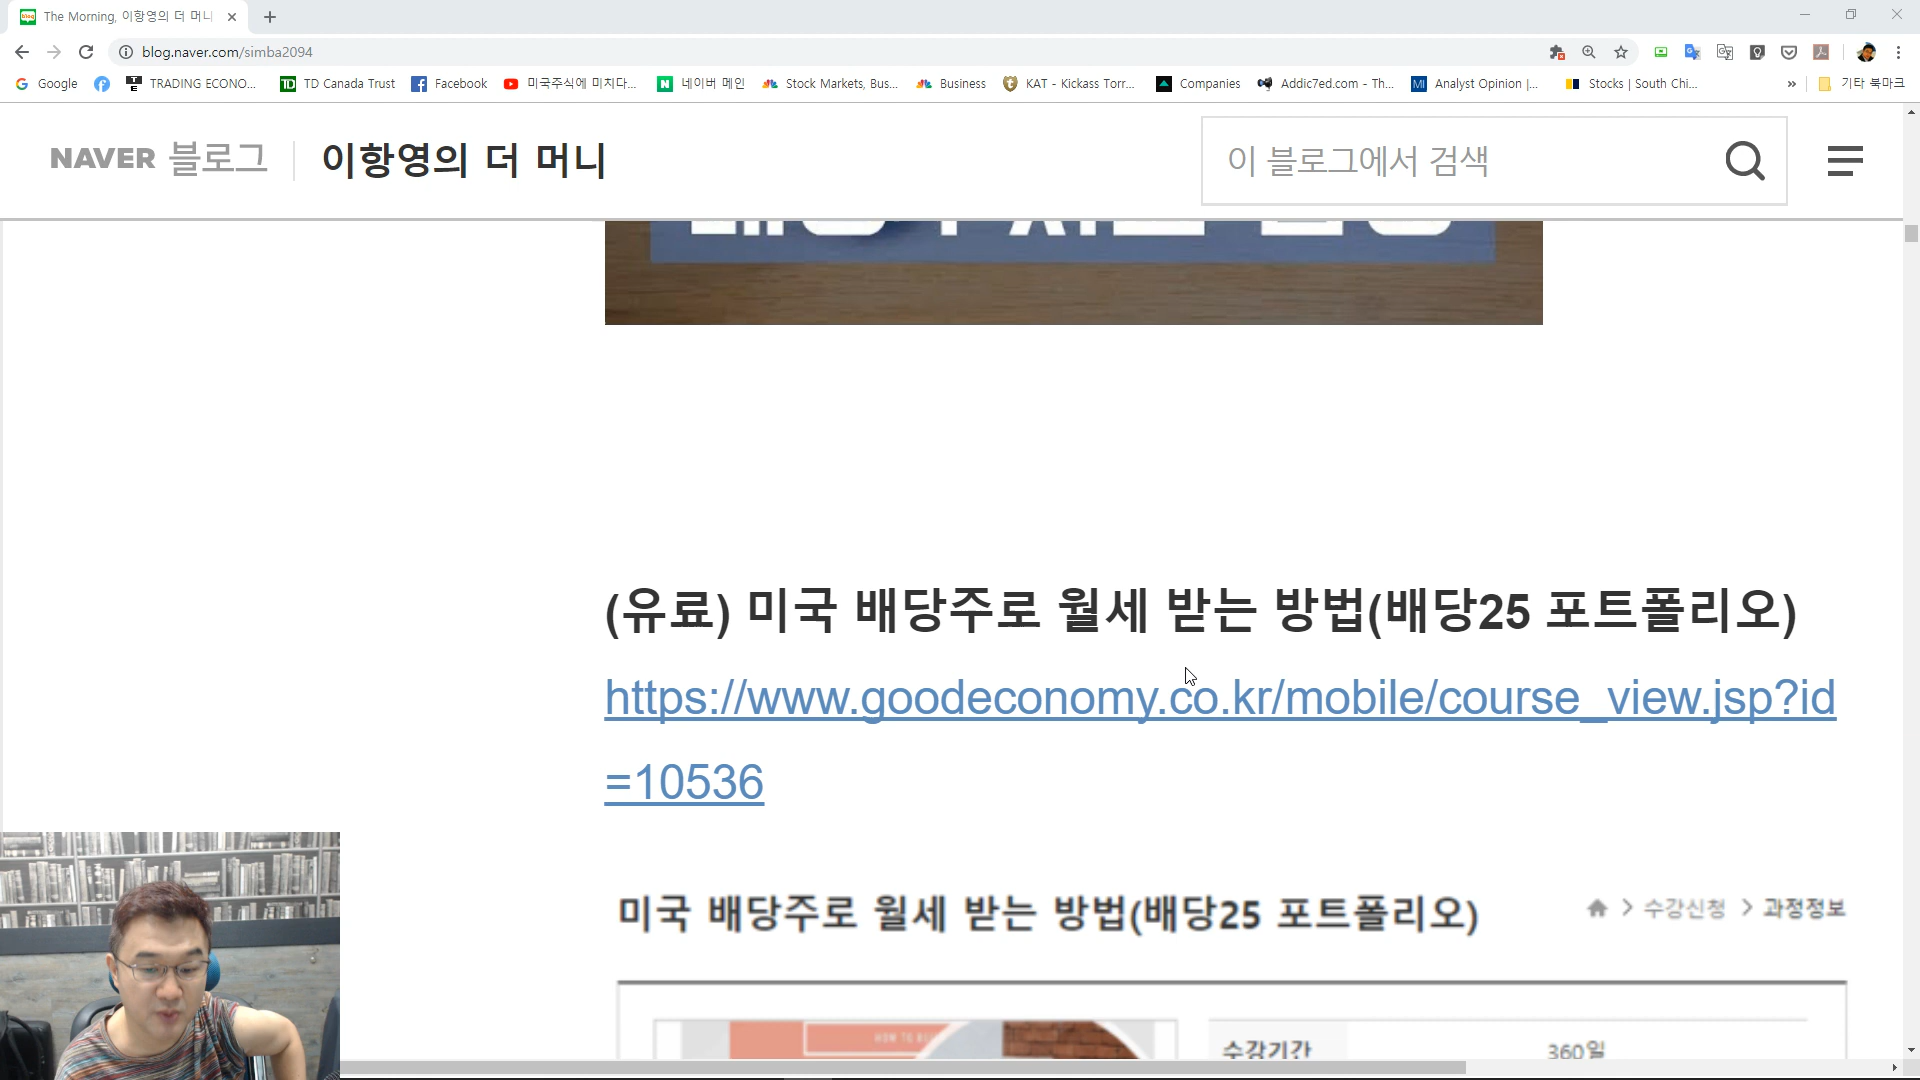 The Morning, 이항영의 더 머니
blog.naver.com/simba2094
Google
TRADING ECONO...
TD Canada Trust
Facebook
미국주식에 미치다...
네이버 메인
Stock Markets, Bus...
Business
KAT - Kickass Torr...
Companies
Addic7ed.com - Th...
Analyst Opinion |...
Stocks | South Chi...
기타 북마크
NAVER 블로그
이항영의 더 머니
이 블로그에서 검색
(유료) 미국 배당주로 월세 받는 방법(배당25 포트폴리오)
https://www.goodeconomy.co.kr/mobile/course_view.jsp?id
=10536
미국 배당주로 월세 받는 방법(배당25 포트폴리오)
수강신청 > 과정정보
수강기간 360일